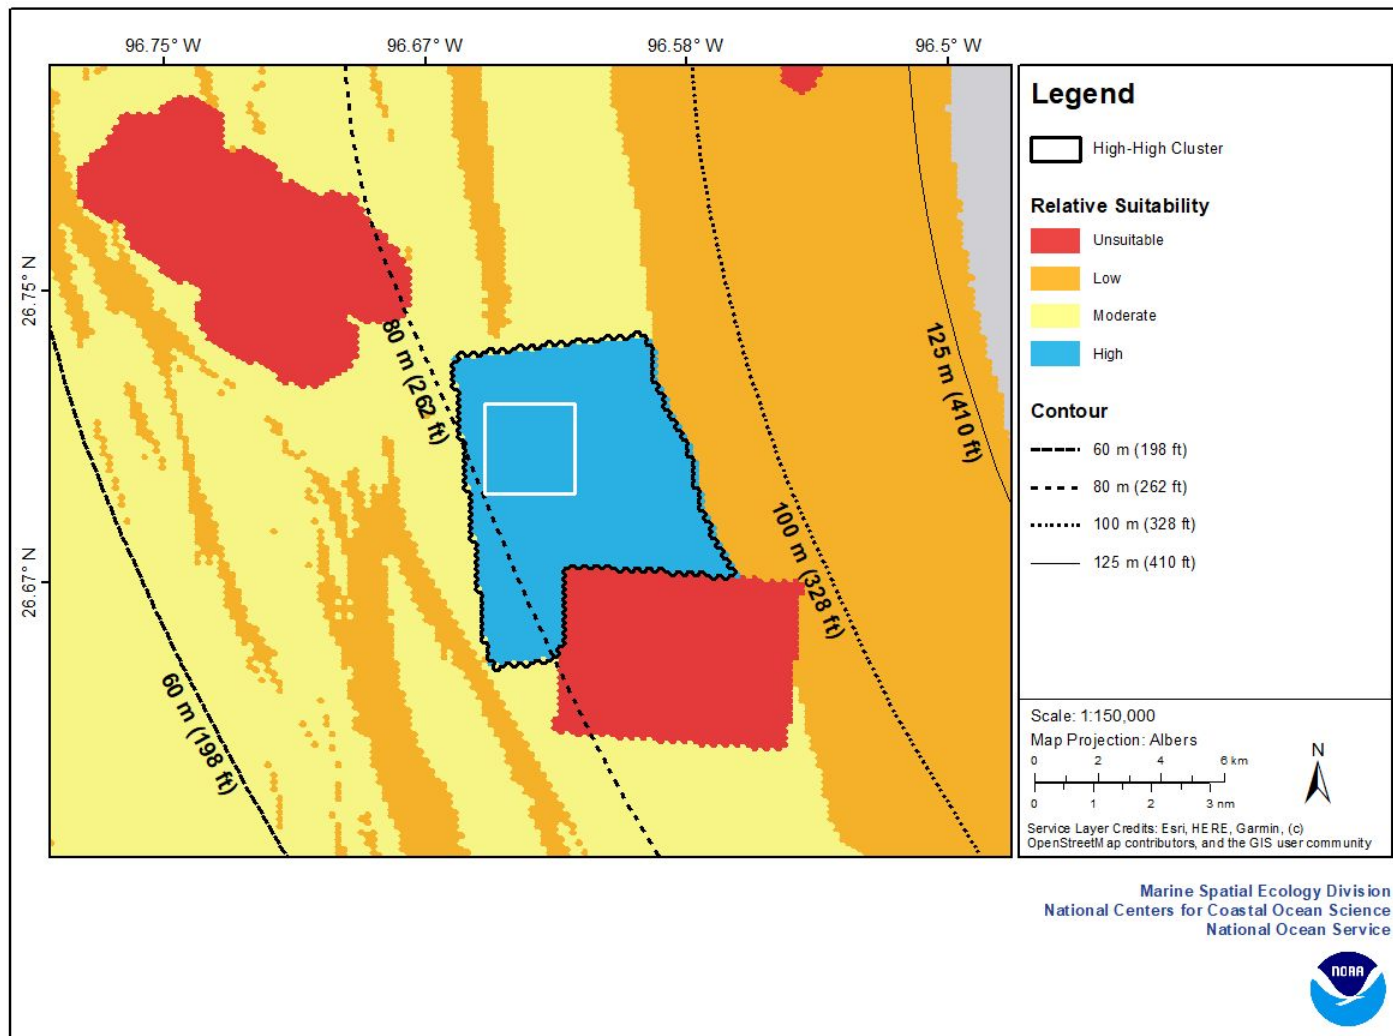 96.75° W
96.67° W
96.58° W
96.5° W
26.75° N
26.67° N
80 m (262 ft)
125 m (410 ft)
100 m (328 ft)
60 m (198 ft)
Legend
High-High Cluster
Relative Suitability
Unsuitable
Low
Moderate
High
Contour
60 m (198 ft)
80 m (262 ft)
100 m (328 ft)
125 m (410 ft)
Scale: 1:150,000
Map Projection: Albers
0 2 4 6 km
0 1 2 3 nm
N
Service Layer Credits: Esri, HERE, Garmin, (c)
OpenStreetMap contributors, and the GIS user community
Marine Spatial Ecology Division
National Centers for Coastal Ocean Science
National Ocean Service
NOAA